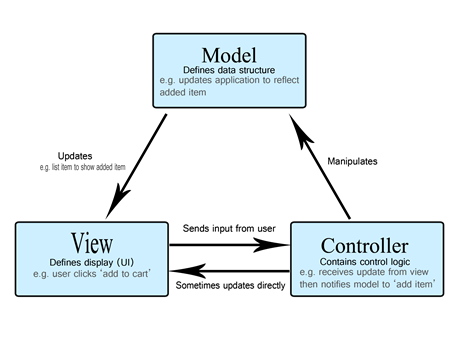 Model
Defines data structure
e.g. updates application to reflect
added item
Updates
e.g. list item to show added item
Manipulates
View
Defines display (UI)
e.g. user clicks 'add to cart'
Sends input from user
Sometimes updates directly
Controller
Contains control logic
e.g. receives update from view
then notifies model to 'add item'